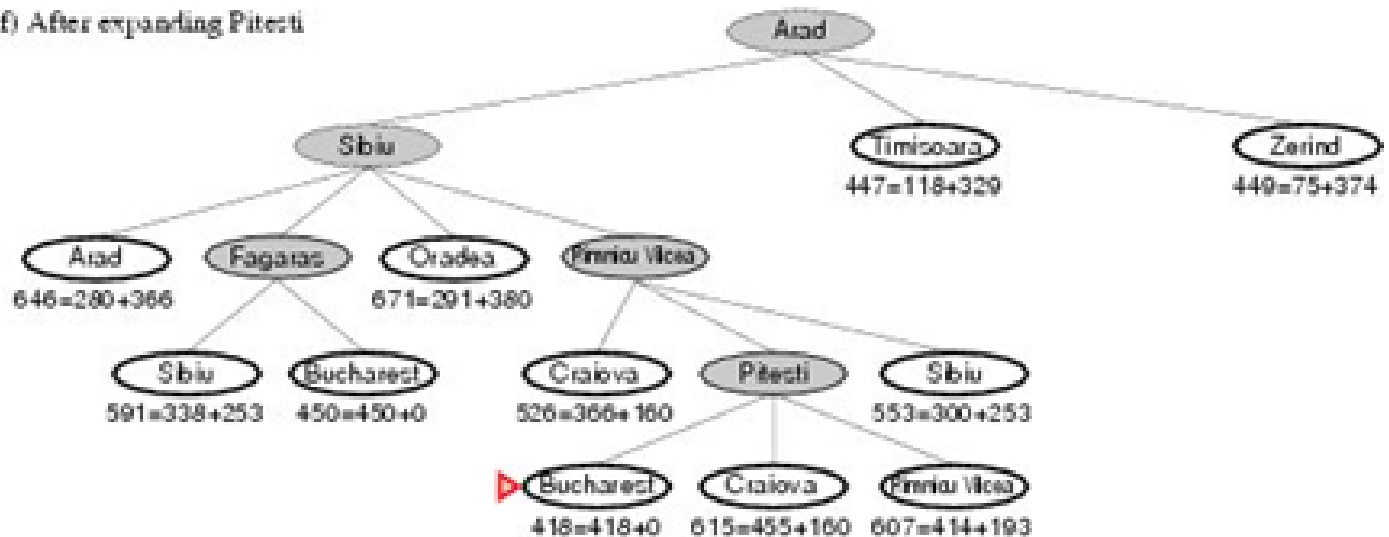 f) After expanding Pitesti
Arad
Sibiu
Timisoara
Zerind
447=118+329
449=75+374
Arad
Fagaras
Oradea
Rimnicu Vilcea
646=280+366
671=291+380
Sibiu
Bucharest
Craiova
Pitesti
Sibiu
591=338+253
450=450+0
526=366+160
553=300+253
Bucharest
Craiova
Rimnicu Vilcea
418=418+0
615=455+160
607=414+193